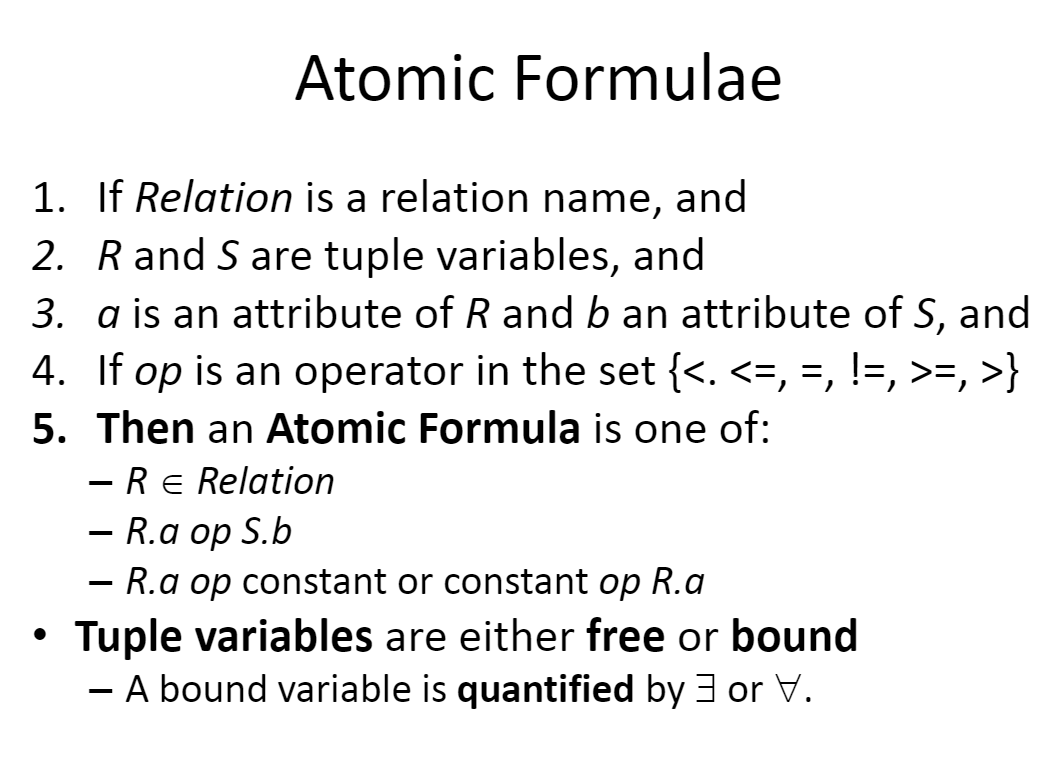 Atomic Formulae
1. If Relation is a relation name, and
2. R and S are tuple variables, and
3. a is an attribute of R and b an attribute of S, and
4. If op is an operator in the set {<. <=, =, !=, >=, >}
5. Then an Atomic Formula is one of:
– R ∈ Relation
– R.a op S.b
– R.a op constant or constant op R.a
• Tuple variables are either free or bound
– A bound variable is quantified by ∃ or ∀.